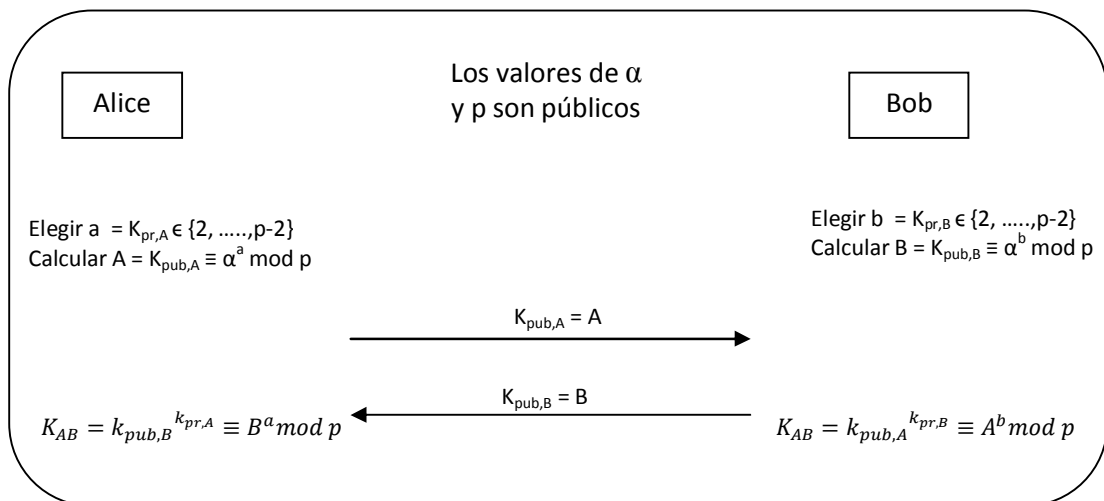 Alice
Los valores de α
y p son públicos
Bob
Elegir a = K_{pr,A} ϵ {2, .....,p-2}
Calcular A = K_{pub,A} ≡ α^a mod p
Elegir b = K_{pr,B} ϵ {2, .....,p-2}
Calcular B = K_{pub,B} ≡ α^b mod p
K_{pub,A} = A
K_{pub,B} = B
K_{AB} = k_{pub,B}^{k_{pr,A}} ≡ B^a mod p
K_{AB} = k_{pub,A}^{k_{pr,B}} ≡ A^b mod p